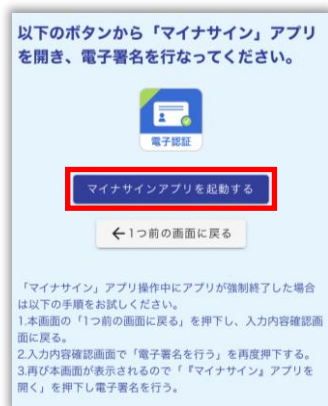 以下のボタンから「マイナサイン」アプリ
を開き、電子署名を行なってください。
電子認証
マイナサインアプリを起動する
←1つ前の画面に戻る
「マイナサイン」アプリ操作中にアプリが強制終了した場合
は以下の手順をお試しください。
1.本画面の「1つ前の画面に戻る」を押下し、入力内容確認画
面に戻る。
2.入力内容確認画面で「電子署名を行う」を再度押下する。
3.再び本画面が表示されるので「『マイナサイン』アプリを
開く」を押下し電子署名を行う。